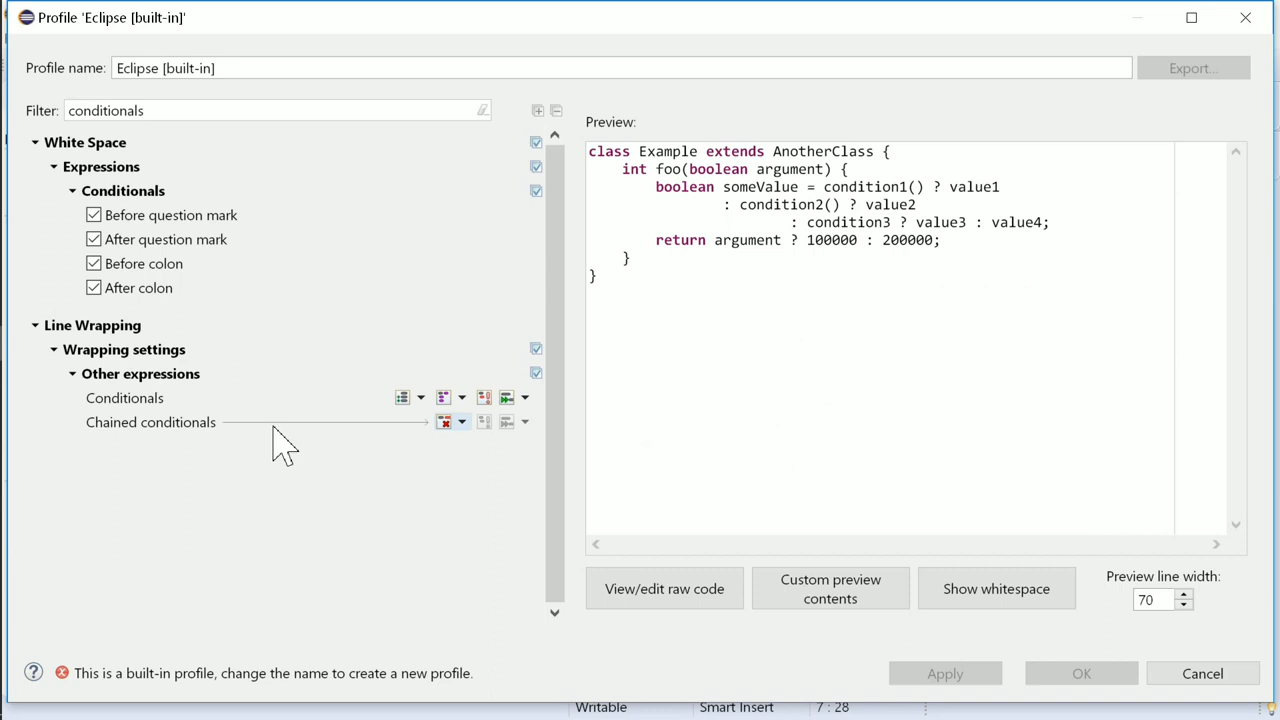 Profile 'Eclipse [built-in]'
Profile name: Eclipse [built-in] Export...
Filter: conditionals
Preview:
White Space
Expressions
Conditionals
Before question mark
After question mark
Before colon
After colon
Line Wrapping
Wrapping settings
Other expressions
Conditionals
Chained conditionals
class Example extends AnotherClass {
int foo(boolean argument) {
boolean someValue = condition1() ? value1
: condition2() ? value2
: condition3 ? value3 : value4;
return argument ? 100000 : 200000;
}
}
View/edit raw code
Custom preview
contents
Show whitespace
Preview line width:
70
This is a built-in profile, change the name to create a new profile.
Apply OK Cancel
Writable Smart Insert 7 : 28